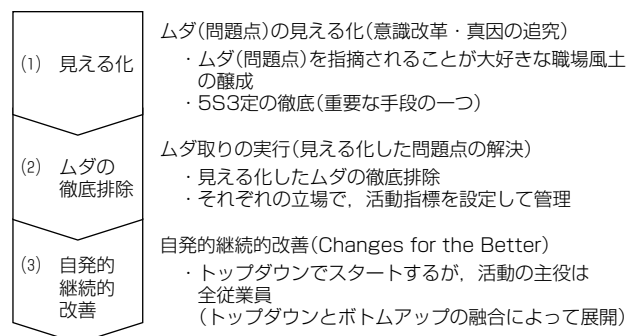 (1) 見える化
ムダ(問題点)の見える化(意識改革・真因の追究)
・ムダ(問題点)を指摘されることが大好きな職場風土
の醸成
・5S3定の徹底(重要な手段の一つ)
(2) ムダの
徹底排除
ムダ取りの実行(見える化した問題点の解決)
・見える化したムダの徹底排除
・それぞれの立場で，活動指標を設定して管理
(3) 自発的
継続的
改善
自発的継続的改善(Changes for the Better)
・トップダウンでスタートするが，活動の主役は
全従業員
(トップダウンとボトムアップの融合によって展開)